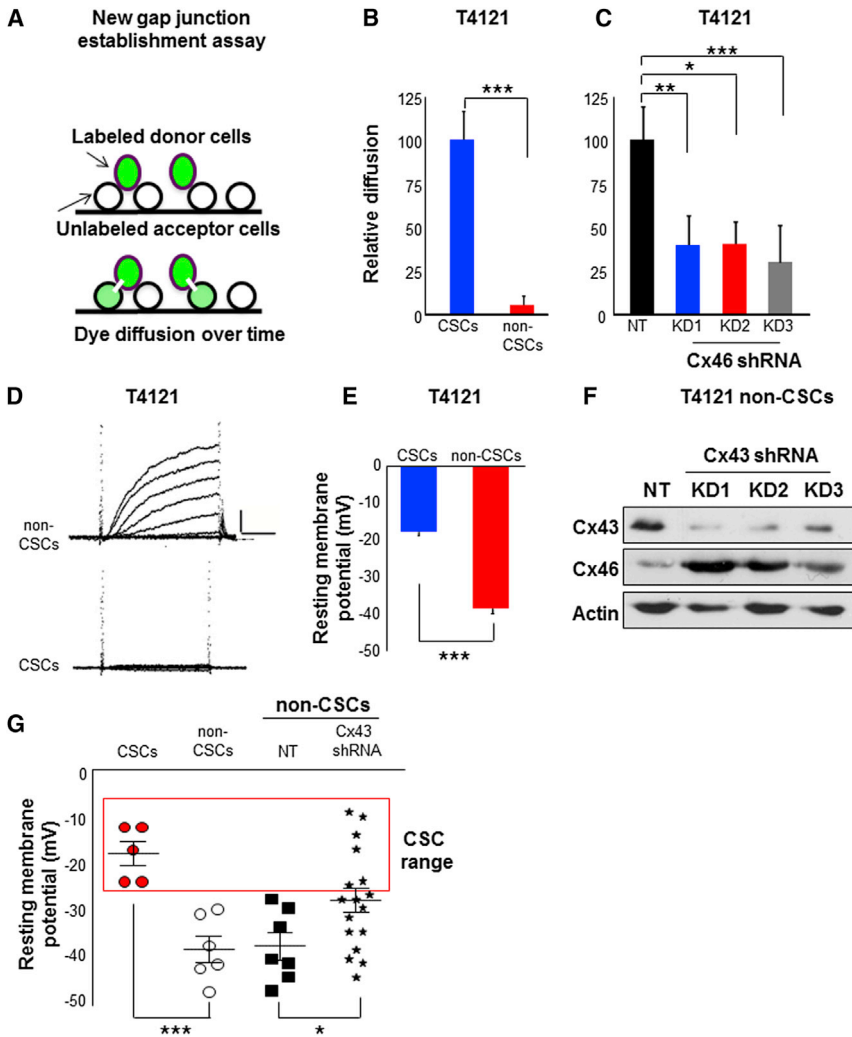 A
New gap junction
establishment assay
Labeled donor cells
Unlabeled acceptor cells
Dye diffusion over time
B
T4121
Relative diffusion
125
100
75
50
25
0
***
CSCs
non-
CSCs
C
T4121
125
100
75
50
25
0
***
*
**
NT
KD1
KD2
KD3
Cx46 shRNA
D
T4121
non-
CSCs
CSCs
E
T4121
CSCs
non-CSCs
Resting membrane
potential (mV)
0
-10
-20
-30
-40
-50
***
F
T4121 non-CSCs
Cx43 shRNA
NT
KD1
KD2
KD3
Cx43
Cx46
Actin
G
non-CSCs
CSCs
non-
CSCs
NT
Cx43
shRNA
Resting membrane
potential (mV)
0
-10
-20
-30
-40
-50
CSC
range
***
*